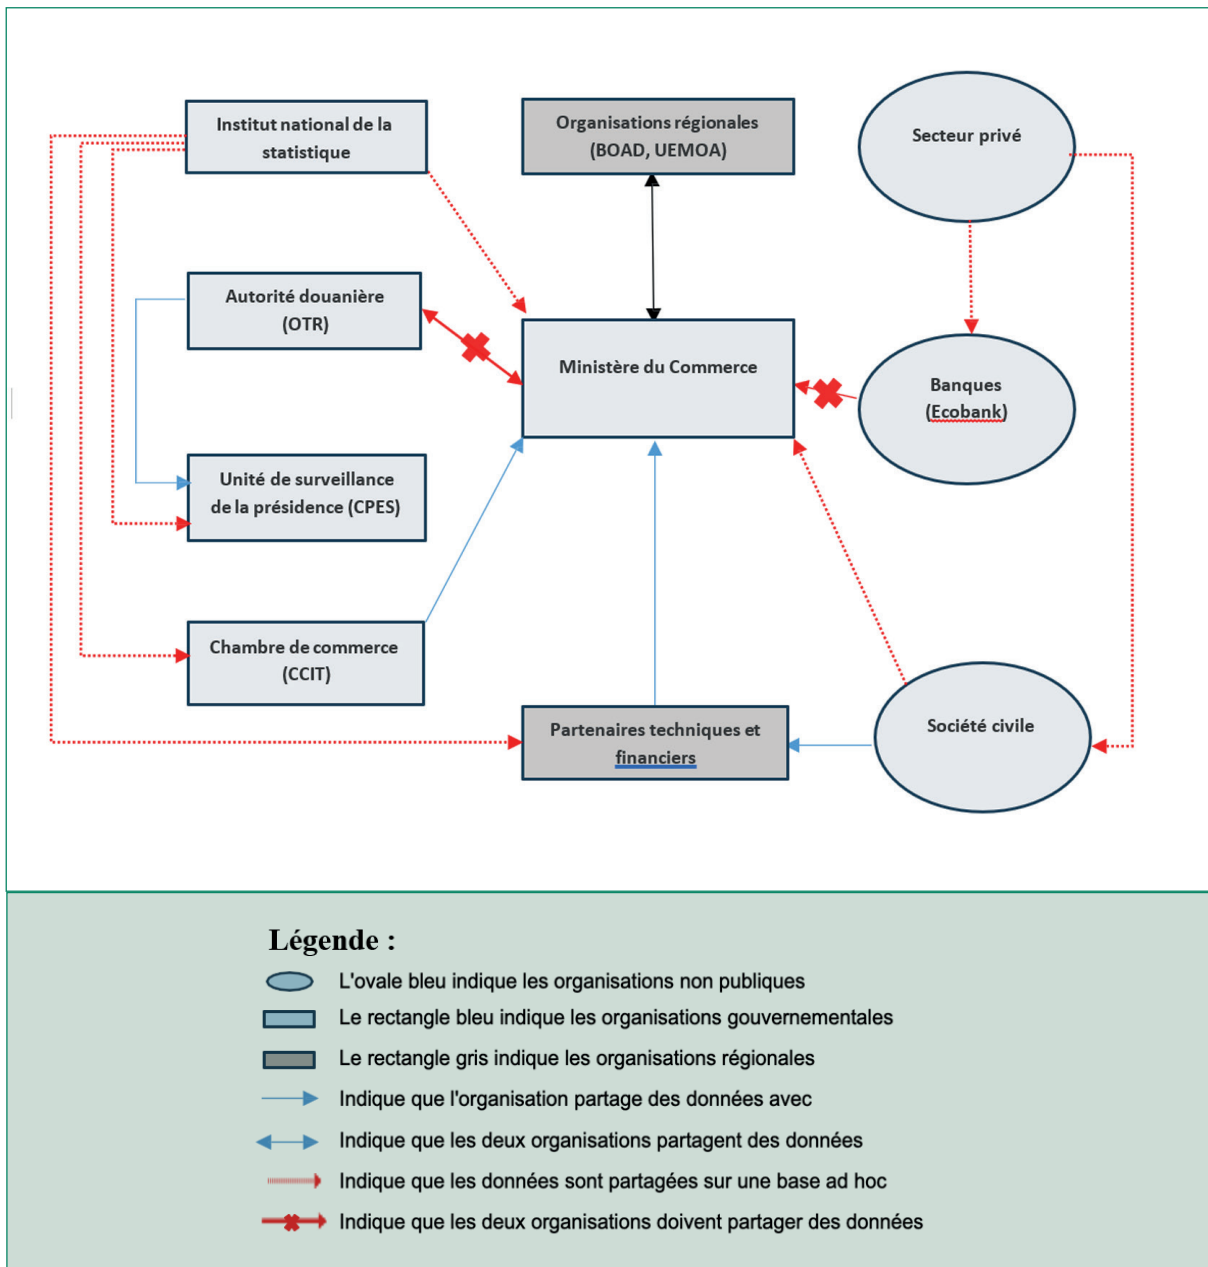 Institut national de la
statistique
Organisations régionales
(BOAD, UEMOA)
Secteur privé
Autorité douanière
(OTR)
Ministère du Commerce
Banques
(Ecobank)
Unité de surveillance
de la présidence (CPES)
Chambre de commerce
(CCIT)
Partenaires techniques et
financiers
Société civile
Légende :
L'ovale bleu indique les organisations non publiques
Le rectangle bleu indique les organisations gouvernementales
Le rectangle gris indique les organisations régionales
Indique que l'organisation partage des données avec
Indique que les deux organisations partagent des données
Indique que les données sont partagées sur une base ad hoc
Indique que les deux organisations doivent partager des données